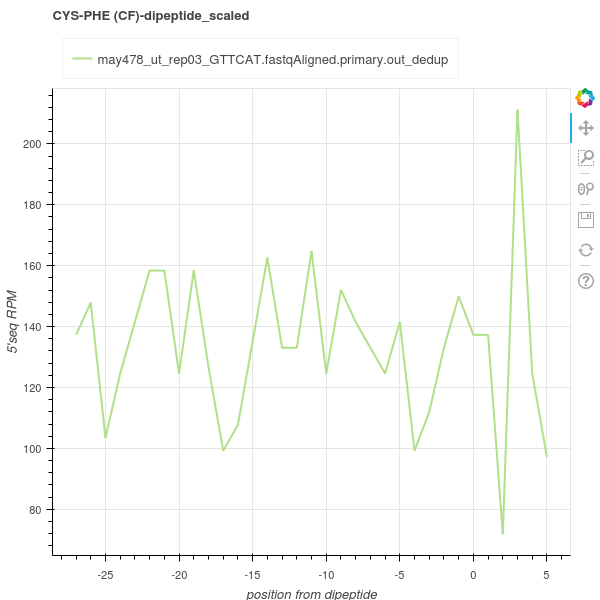 CYS-PHE (CF)-dipeptide_scaled
may478_ut_rep03_GTTCAT.fastqAligned.primary.out_dedup
200
180
160
140
120
100
80
5'seq RPM
-25 -20 -15 -10 -5 0 5
position from dipeptide